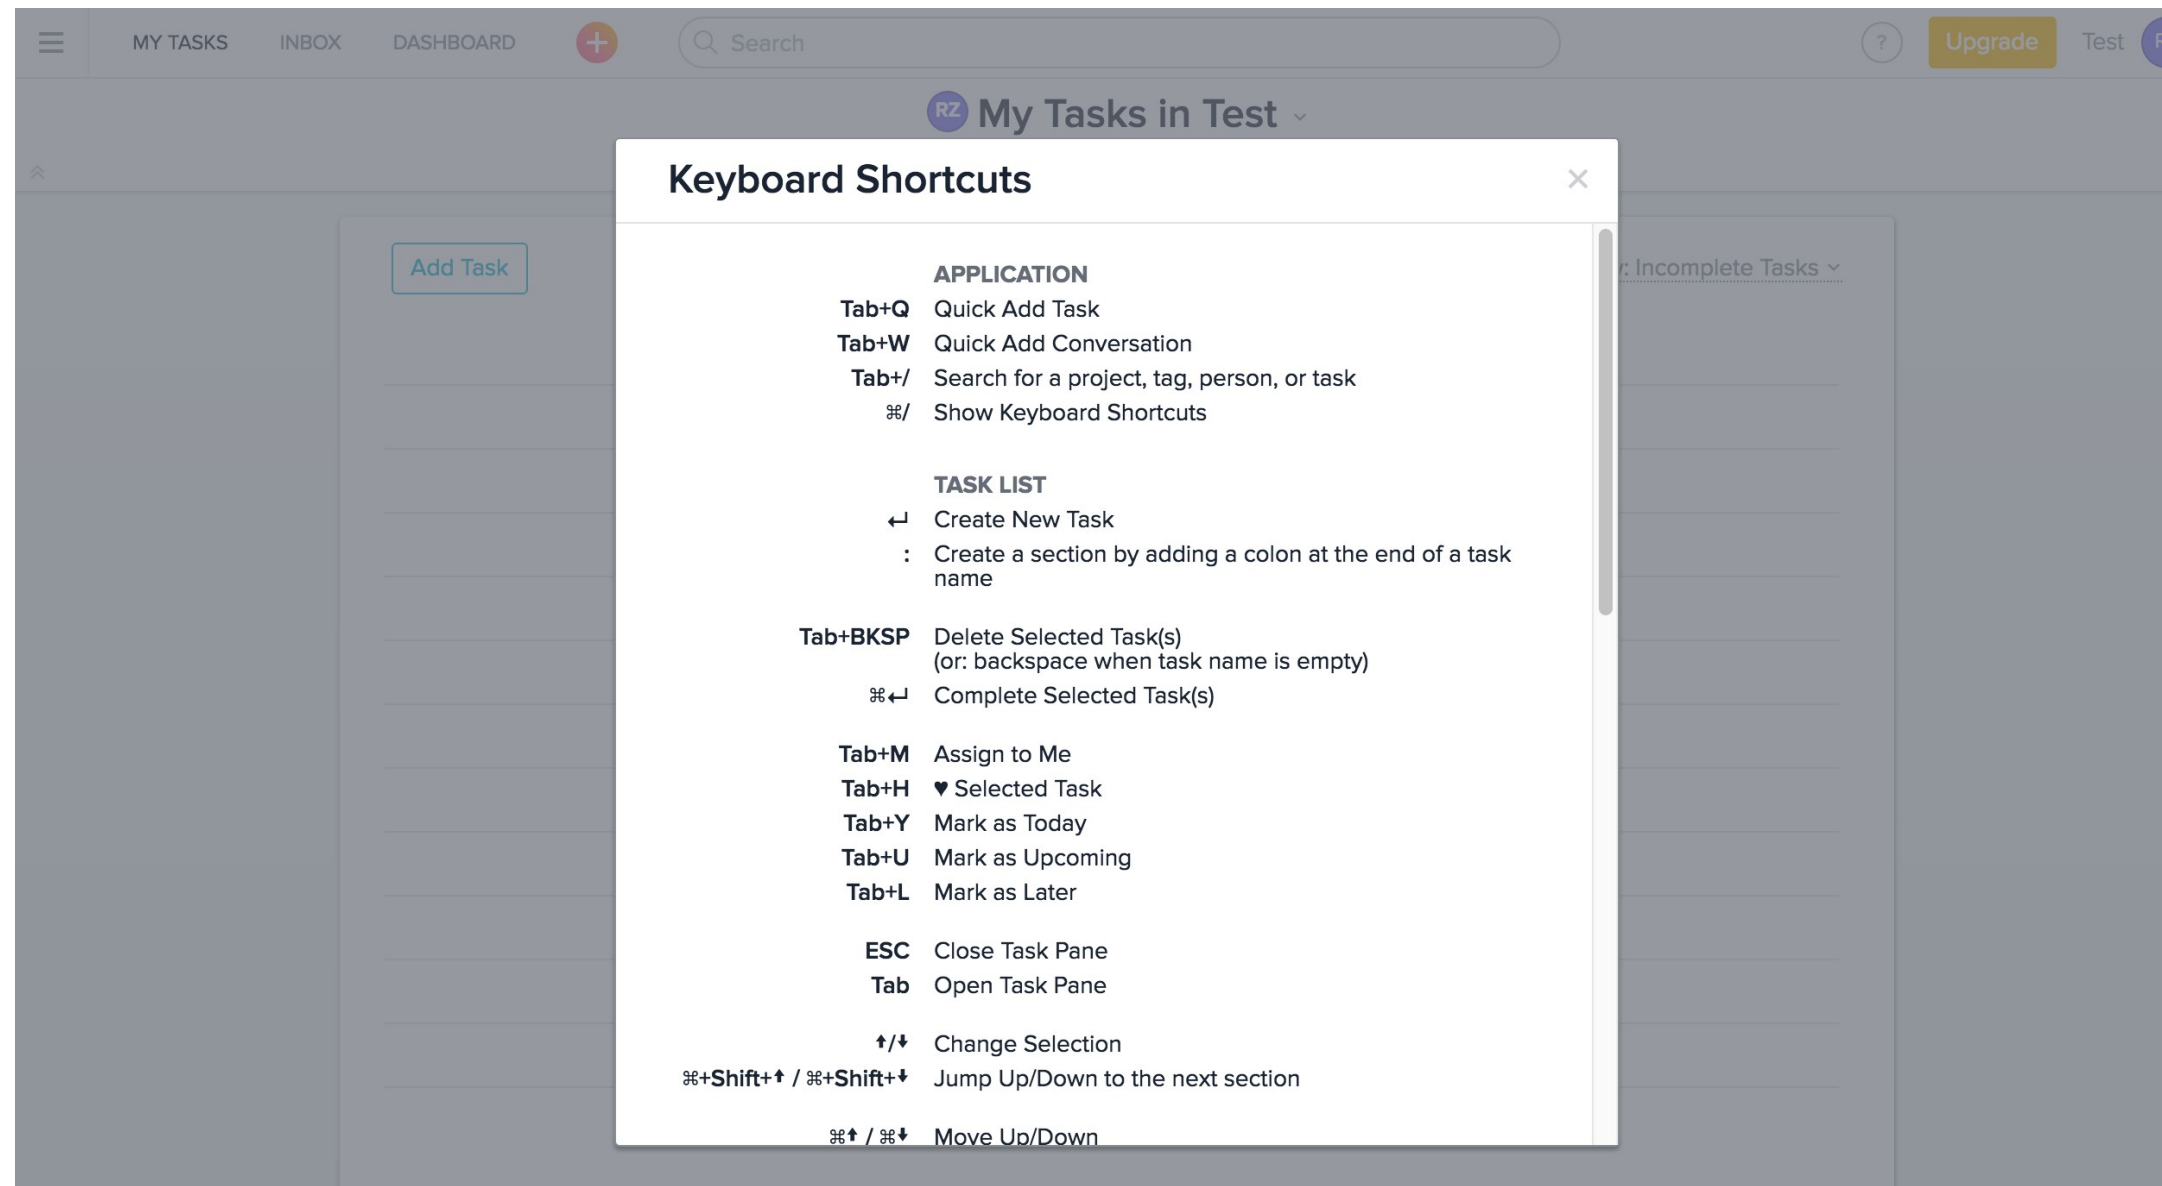 MY TASKS INBOX DASHBOARD + Search ? Upgrade Test
RZ My Tasks in Test
Keyboard Shortcuts ×
Add Task
: Incomplete Tasks
APPLICATION
Tab+Q Quick Add Task
Tab+W Quick Add Conversation
Tab+/ Search for a project, tag, person, or task
⌘/ Show Keyboard Shortcuts
TASK LIST
↵ Create New Task
: Create a section by adding a colon at the end of a task
name
Tab+BKSP Delete Selected Task(s)
(or: backspace when task name is empty)
⌘↵ Complete Selected Task(s)
Tab+M Assign to Me
Tab+H ♥ Selected Task
Tab+Y Mark as Today
Tab+U Mark as Upcoming
Tab+L Mark as Later
ESC Close Task Pane
Tab Open Task Pane
⬆/⬇ Change Selection
⌘+Shift+⬆ / ⌘+Shift+⬇ Jump Up/Down to the next section
⌘⬆ / ⌘⬇ Move Up/Down